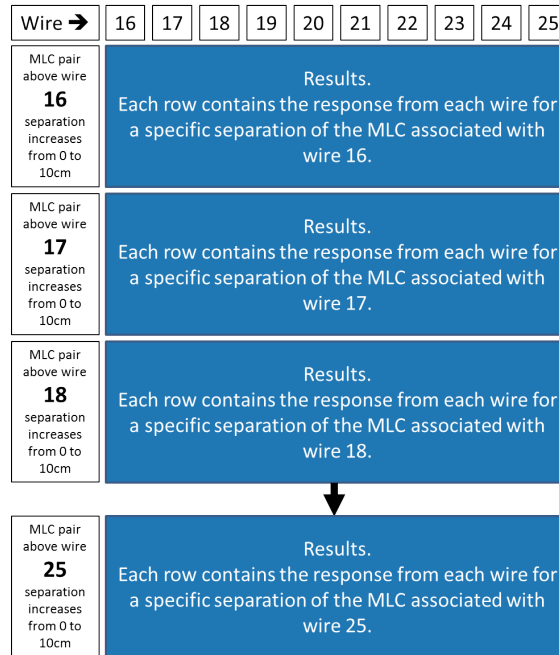 Wire → 16 17 18 19 20 21 22 23 24 25
MLC pair
above wire
16
separation
increases
from 0 to
10cm
Results.
Each row contains the response from each wire for
a specific separation of the MLC associated with
wire 16.
MLC pair
above wire
17
separation
increases
from 0 to
10cm
Results.
Each row contains the response from each wire for
a specific separation of the MLC associated with
wire 17.
MLC pair
above wire
18
separation
increases
from 0 to
10cm
Results.
Each row contains the response from each wire for
a specific separation of the MLC associated with
wire 18.
MLC pair
above wire
25
separation
increases
from 0 to
10cm
Results.
Each row contains the response from each wire for
a specific separation of the MLC associated with
wire 25.